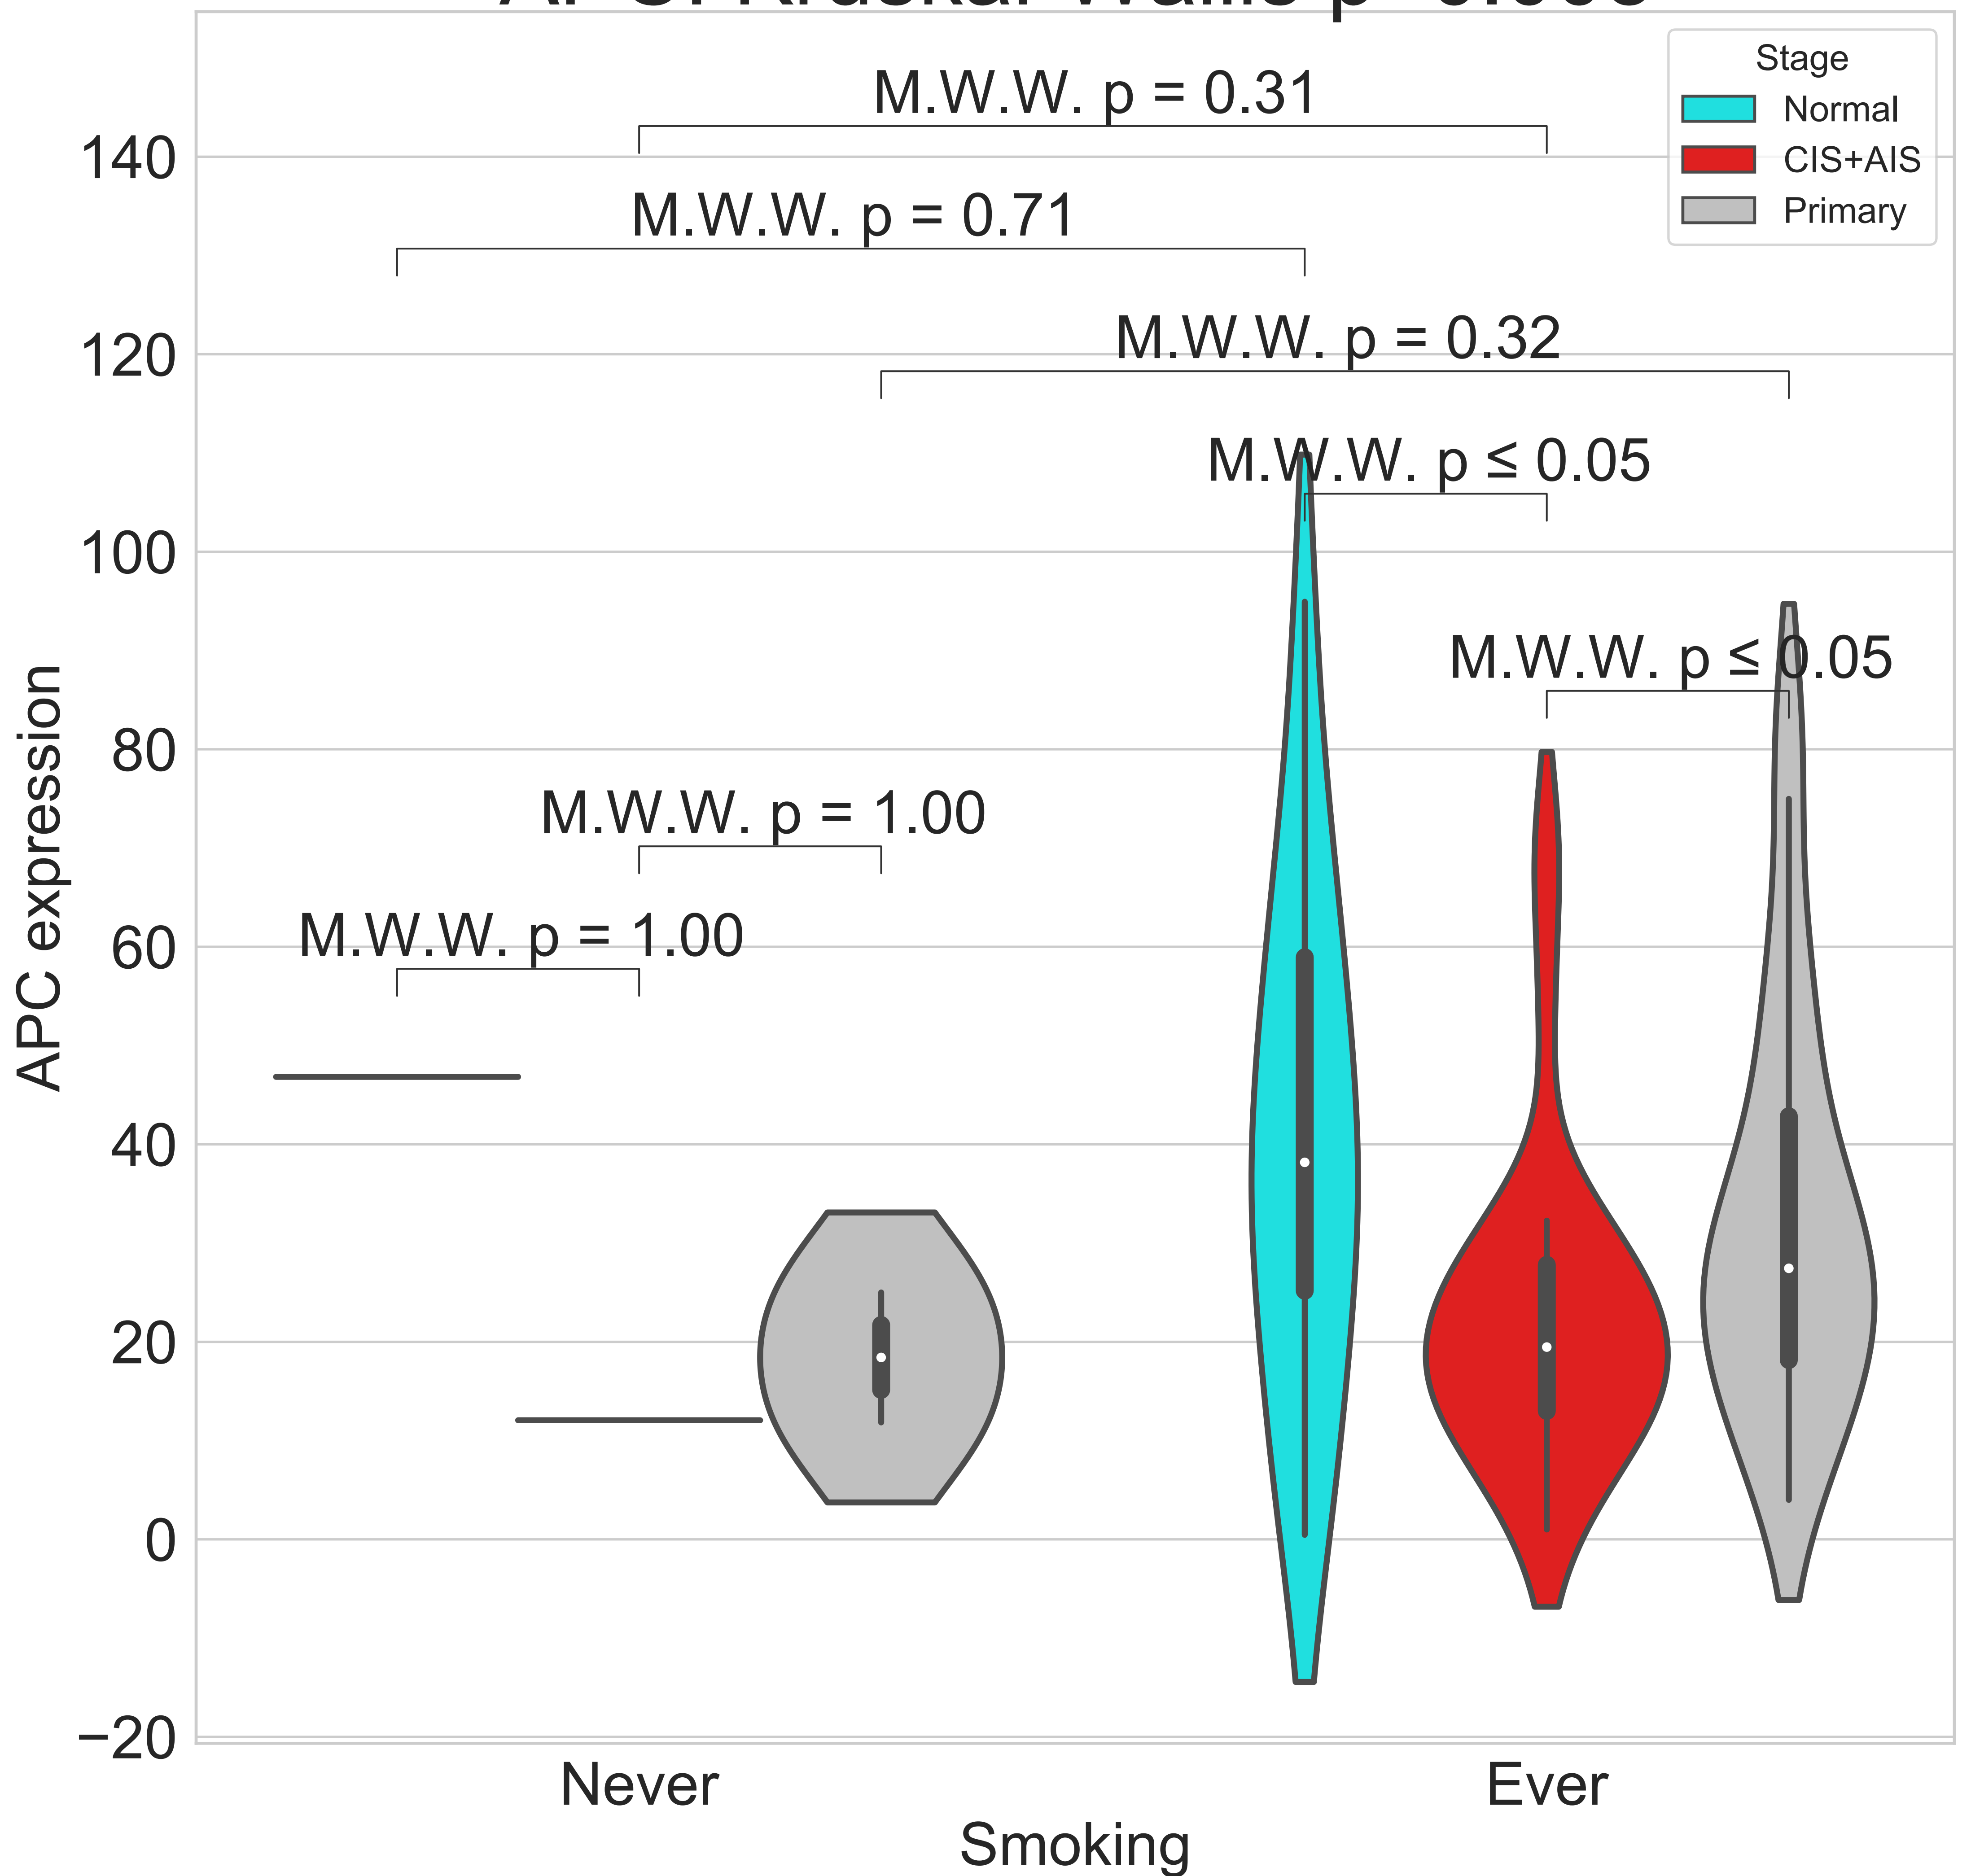 Stage
Normal
CIS+AIS
Primary
M.W.W. p = 0.31
M.W.W. p = 0.71
M.W.W. p = 0.32
M.W.W. p ≤ 0.05
M.W.W. p ≤ 0.05
M.W.W. p = 1.00
M.W.W. p = 1.00
APC expression
140
120
100
80
60
40
20
0
−20
Never
Ever
Smoking